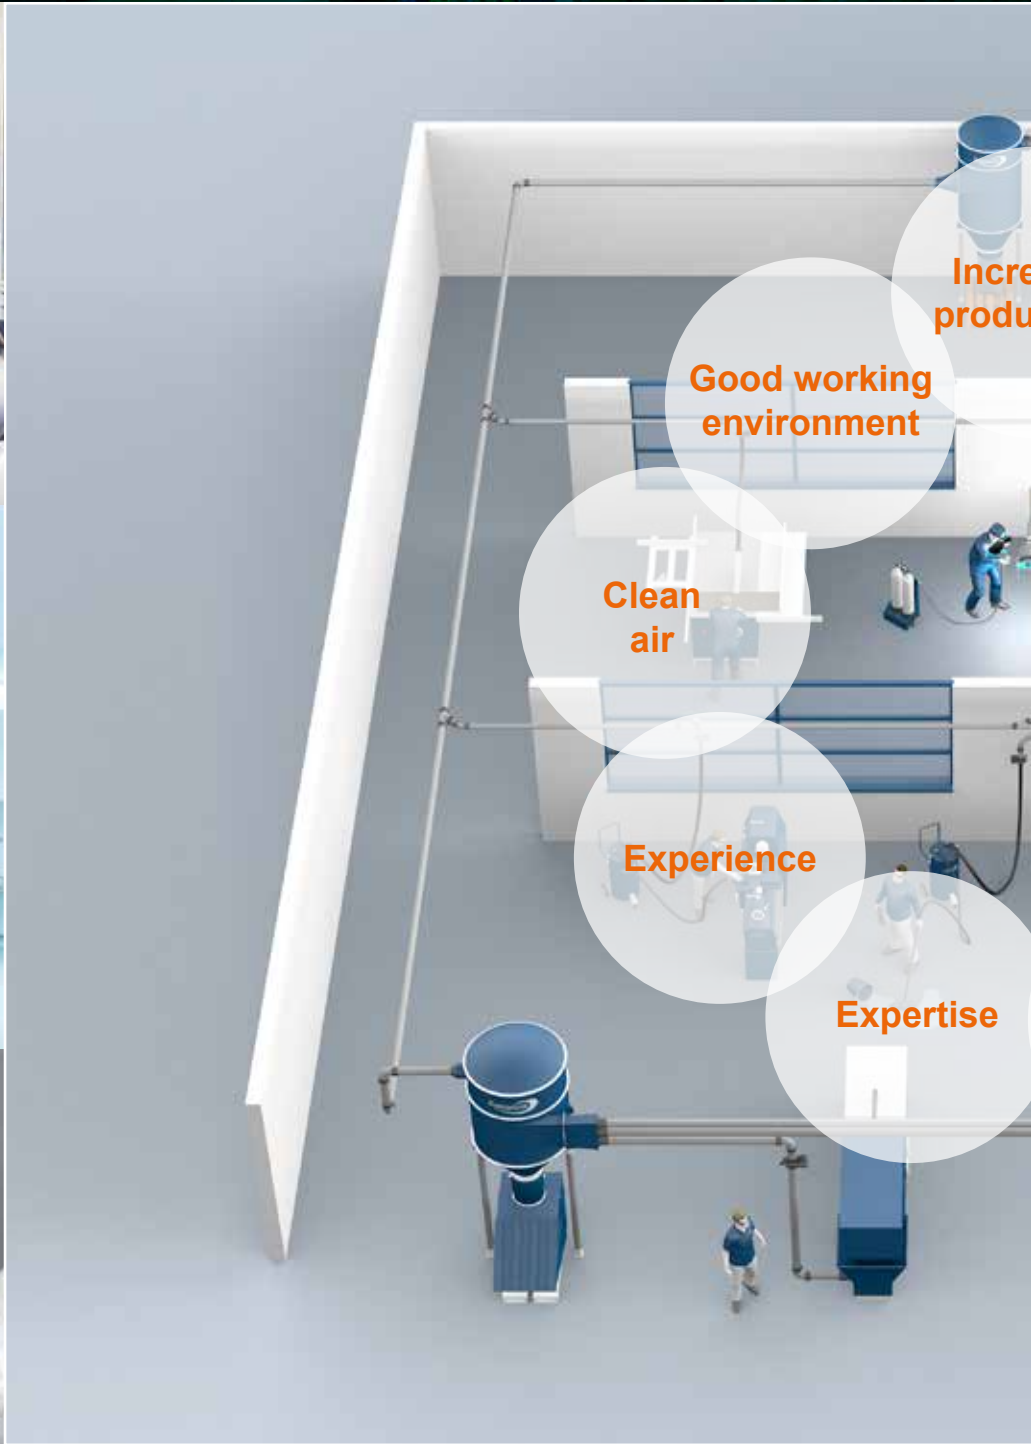 Good working
environment
Clean
air
Experience
Expertise